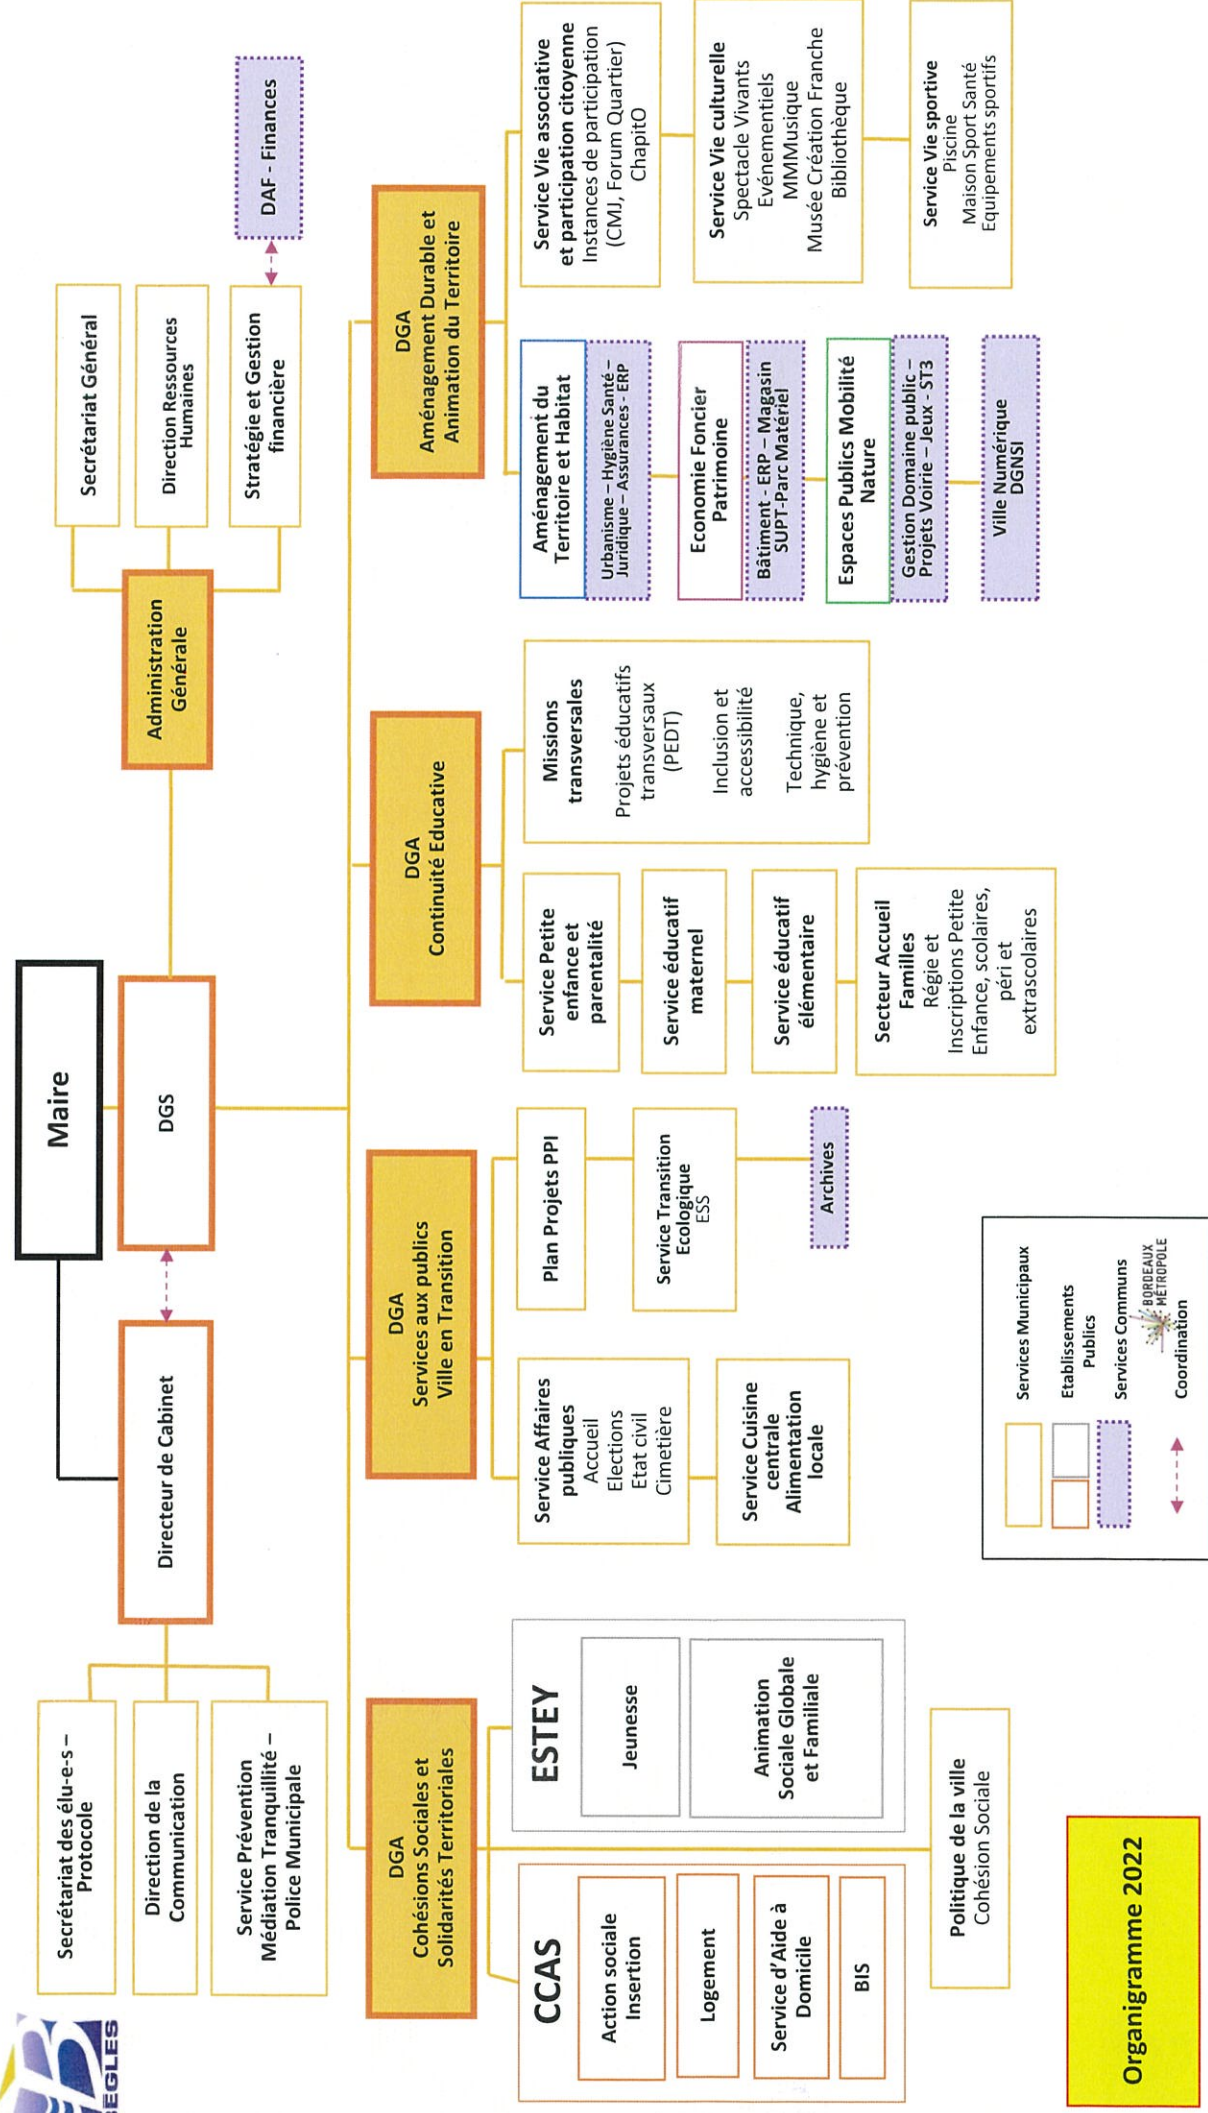 BÈGLES
Maire
Directeur de Cabinet
DGS
Secrétariat des élu-e-s –
Protocole
Direction de la
Communication
Service Prévention
Médiation Tranquillité –
Police Municipale
Administration
Générale
Secrétariat Général
Direction Ressources
Humaines
Stratégie et Gestion
financière
DAF - Finances
DGA
Cohésions Sociales et
Solidarités Territoriales
CCAS
Action sociale
Insertion
Logement
Service d’Aide à
Domicile
BIS
ESTEY
Jeunesse
Animation
Sociale Globale
et Familiale
Politique de la ville
Cohésion Sociale
DGA
Services aux publics
Ville en Transition
Service Affaires
publiques
Accueil
Elections
Etat civil
Cimetière
Service Cuisine
centrale
Alimentation
locale
Plan Projets PPI
Service Transition
Ecologique
ESS
Archives
DGA
Continuité Educative
Service Petite
enfance et
parentalité
Service éducatif
maternel
Service éducatif
élémentaire
Secteur Accueil
Familles
Régie et
Inscriptions Petite
Enfance, scolaires,
péri et
extrascolaires
Missions
transversales
Projets éducatifs
transversaux
(PEDT)
Inclusion et
accessibilité
Technique,
hygiène et
prévention
DGA
Aménagement Durable et
Animation du Territoire
Aménagement du
Territoire et Habitat
Urbanisme – Hygiène Santé –
Juridique – Assurances - ERP
Economie Foncier
Patrimoine
Bâtiment - ERP – Magasin
SUPT-Parc Matériel
Espaces Publics Mobilité
Nature
Gestion Domaine public –
Projets Voirie – Jeux - ST3
Ville Numérique
DGNSI
Service Vie associative
et participation citoyenne
Instances de participation
(CMJ, Forum Quartier)
ChapitO
Service Vie culturelle
Spectacle Vivants
Evénementiels
MMMusique
Musée Création Franche
Bibliothèque
Service Vie sportive
Piscine
Maison Sport Santé
Equipements sportifs
Organigramme 2022
Services Municipaux
Etablissements
Publics
Services Communs
BORDEAUX
MÉTROPOLE
Coordination